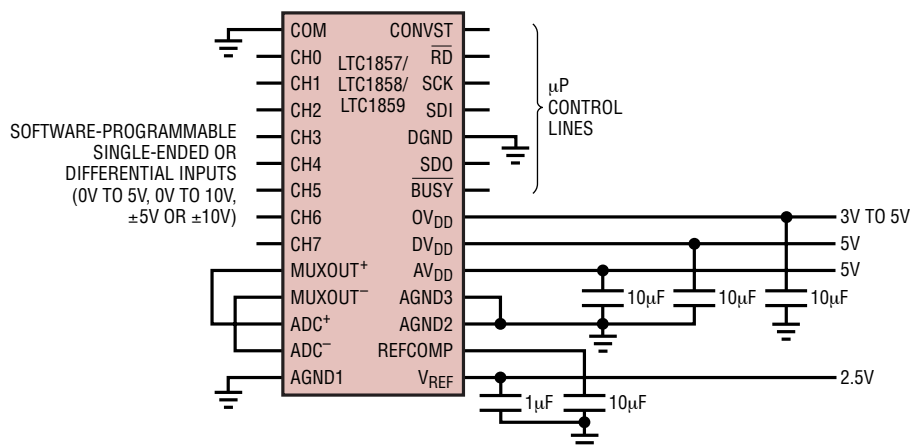 COM
CH0
CH1
CH2
CH3
CH4
CH5
CH6
CH7
MUXOUT⁺
MUXOUT⁻
ADC⁺
ADC⁻
AGND1
LTC1857/
LTC1858/
LTC1859
CONVST
R̅D̅
SCK
SDI
DGND
SDO
B̅U̅S̅Y̅
OVDD
DVDD
AVDD
AGND3
AGND2
REFCOMP
VREF
SOFTWARE-PROGRAMMABLE
SINGLE-ENDED OR
DIFFERENTIAL INPUTS
(0V TO 5V, 0V TO 10V,
±5V OR ±10V)
µP
CONTROL
LINES
3V TO 5V
5V
5V
10µF
10µF
10µF
2.5V
1µF
10µF